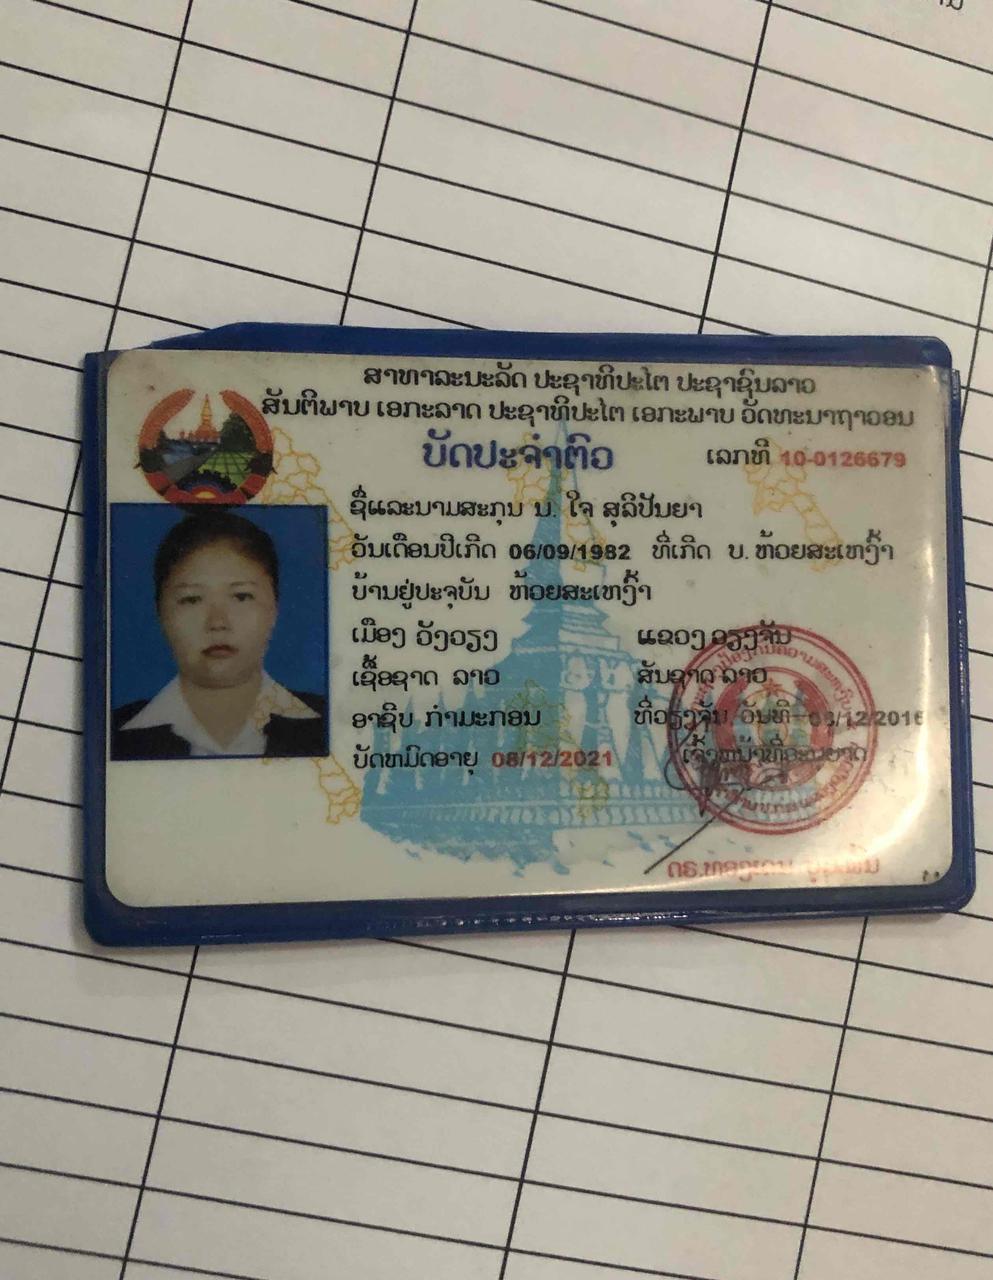 ສາທາລະນະລັດ ປະຊາທິປະໄຕ ປະຊາຊົນລາວ
ສັນຕິພາບ ເອກະລາດ ປະຊາທິປະໄຕ ເອກະພາບ ວັດທະນາຖາວອນ
ບັດປະຈຳຕົວ ເລກທີ 10-0126679
ຊື່ແລະນາມສະກຸນ ນ. ໃຈ ສຸລິປັນຍາ
ວັນເດືອນປີເກີດ 06/09/1982 ທີ່ເກີດ ບ. ຫ້ວຍສະເຫງົ້າ
ບ້ານຢູ່ປະຈຸບັນ ຫ້ວຍສະເຫງົ້າ
ເມືອງ ວັງວຽງ ແຂວງ ວຽງຈັນ
ເຊື້ອຊາດ ລາວ ສັນຊາດ ລາວ
ອາຊີບ ກຳມະກອນ ທີ່ວຽງຈັນ, ວັນທີ /12/2016
ບັດຫມົດອາຍຸ 08/12/2021 ເຈົ້າຫນ້າທີ່ອະນຸຍາດ
ດຣ.ທອງເດນ